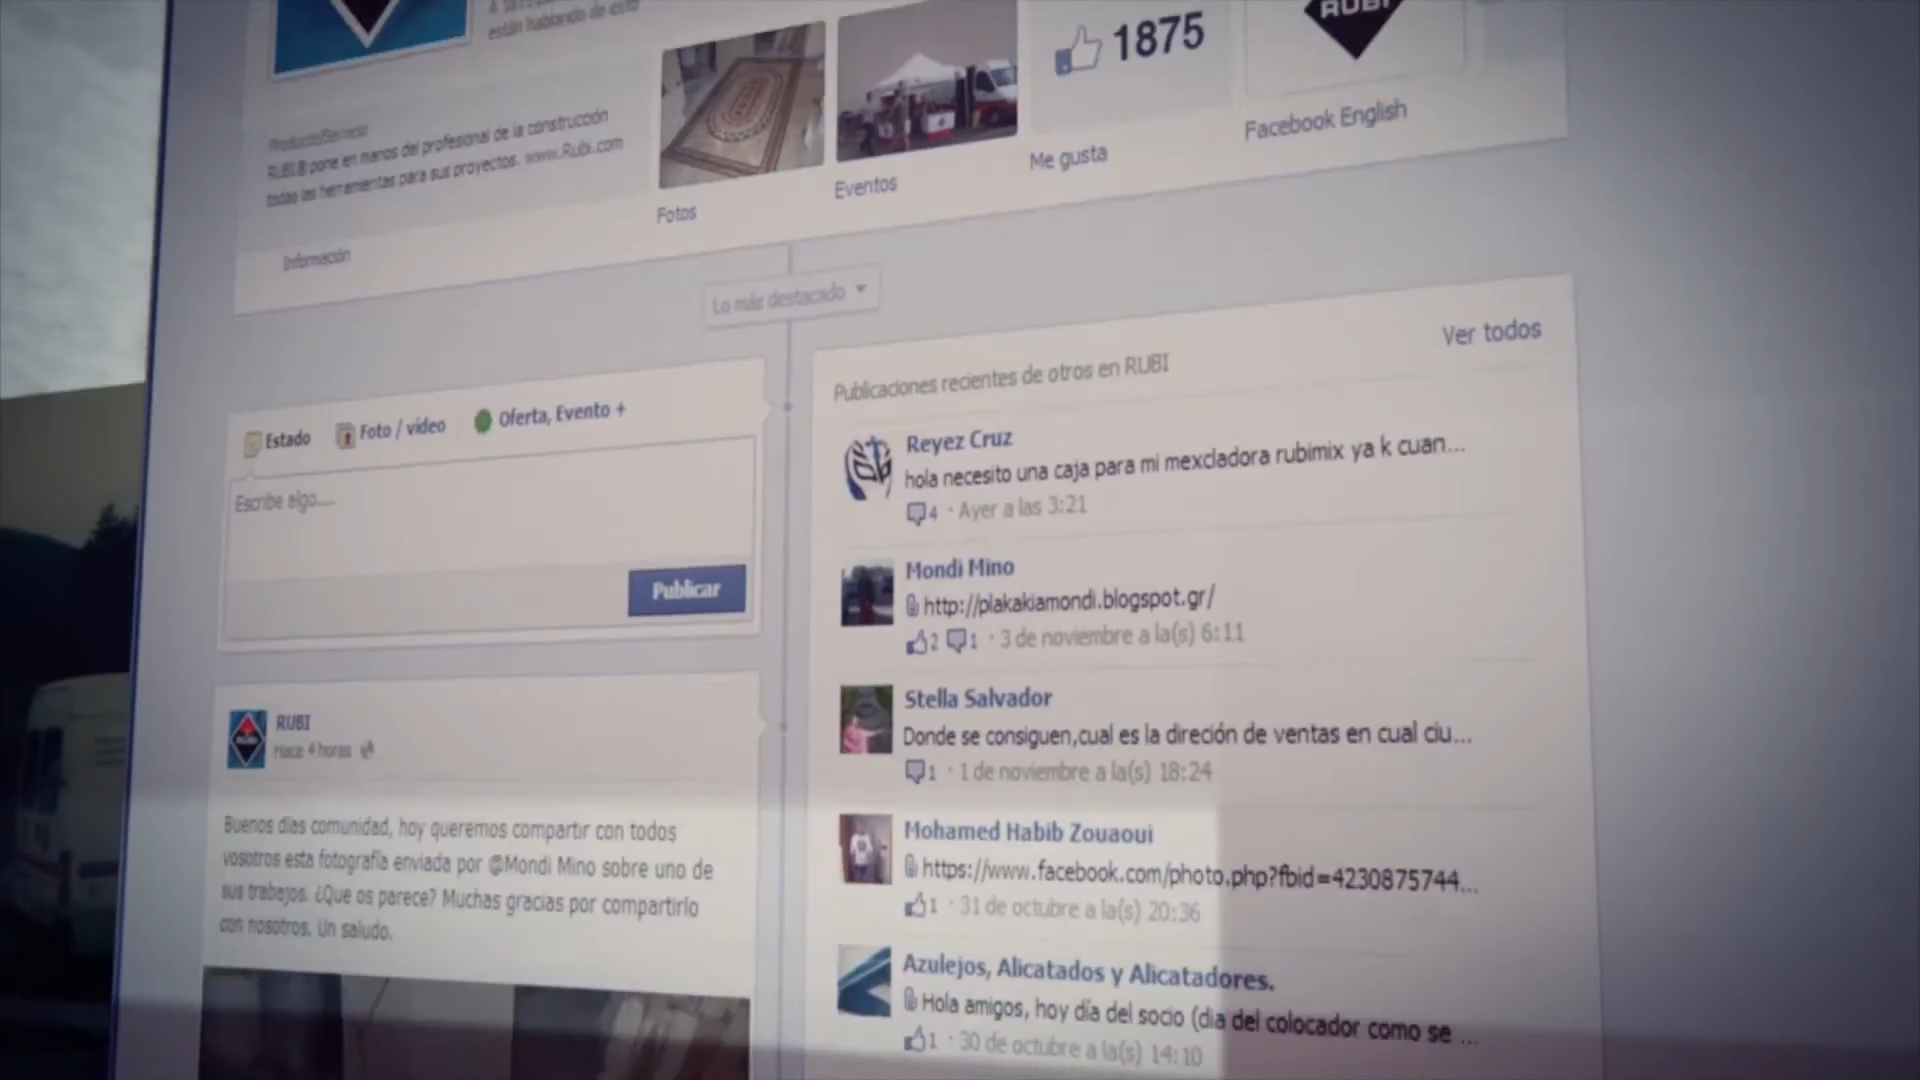 están hablando de esto
RUBI
1875
Producto/Servicio
RUBI® pone en manos del profesional de la construcción
todas las herramientas para sus proyectos. www.Rubi.com
Información
Fotos
Eventos
Me gusta
Facebook English
Lo más destacado
Estado
Foto / vídeo
Oferta, Evento +
Escribe algo....
Publicar
RUBI
Hace 4 horas
Buenos días comunidad, hoy queremos compartir con todos
vosotros esta fotografía enviada por @Mondi Mino sobre uno de
sus trabajos. ¿Que os parece? Muchas gracias por compartirlo
con nosotros. Un saludo.
Publicaciones recientes de otros en RUBI
Ver todos
Reyez Cruz
hola necesito una caja para mi mexcladora rubimix ya k cuan...
4 · Ayer a las 3:21
Mondi Mino
http://plakakiamondi.blogspot.gr/
2 1 · 3 de noviembre a la(s) 6:11
Stella Salvador
Donde se consiguen,cual es la direción de ventas en cual ciu...
1 · 1 de noviembre a la(s) 18:24
Mohamed Habib Zouaoui
https://www.facebook.com/photo.php?fbid=4230875744...
1 · 31 de octubre a la(s) 20:36
Azulejos, Alicatados y Alicatadores.
Hola amigos, hoy día del socio (dia del colocador como se ...
1 · 30 de octubre a la(s) 14:10